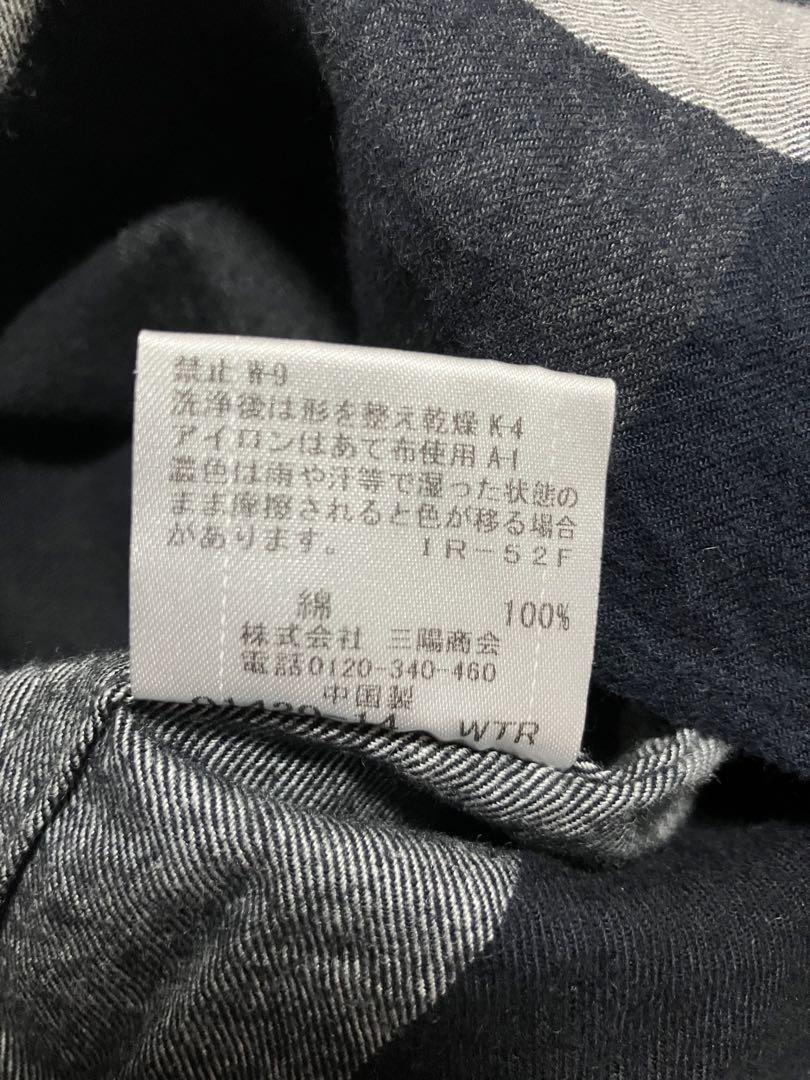 禁止 W-9
洗浄後は形を整え乾燥 K-4
アイロンはあて布使用 A-1
濃色は雨や汗等で湿った状態の
まま摩擦されると色が移る場合
があります。 IR-52F
綿 100%
株式会社 三陽商会
電話0120-340-460
中国製
WTR